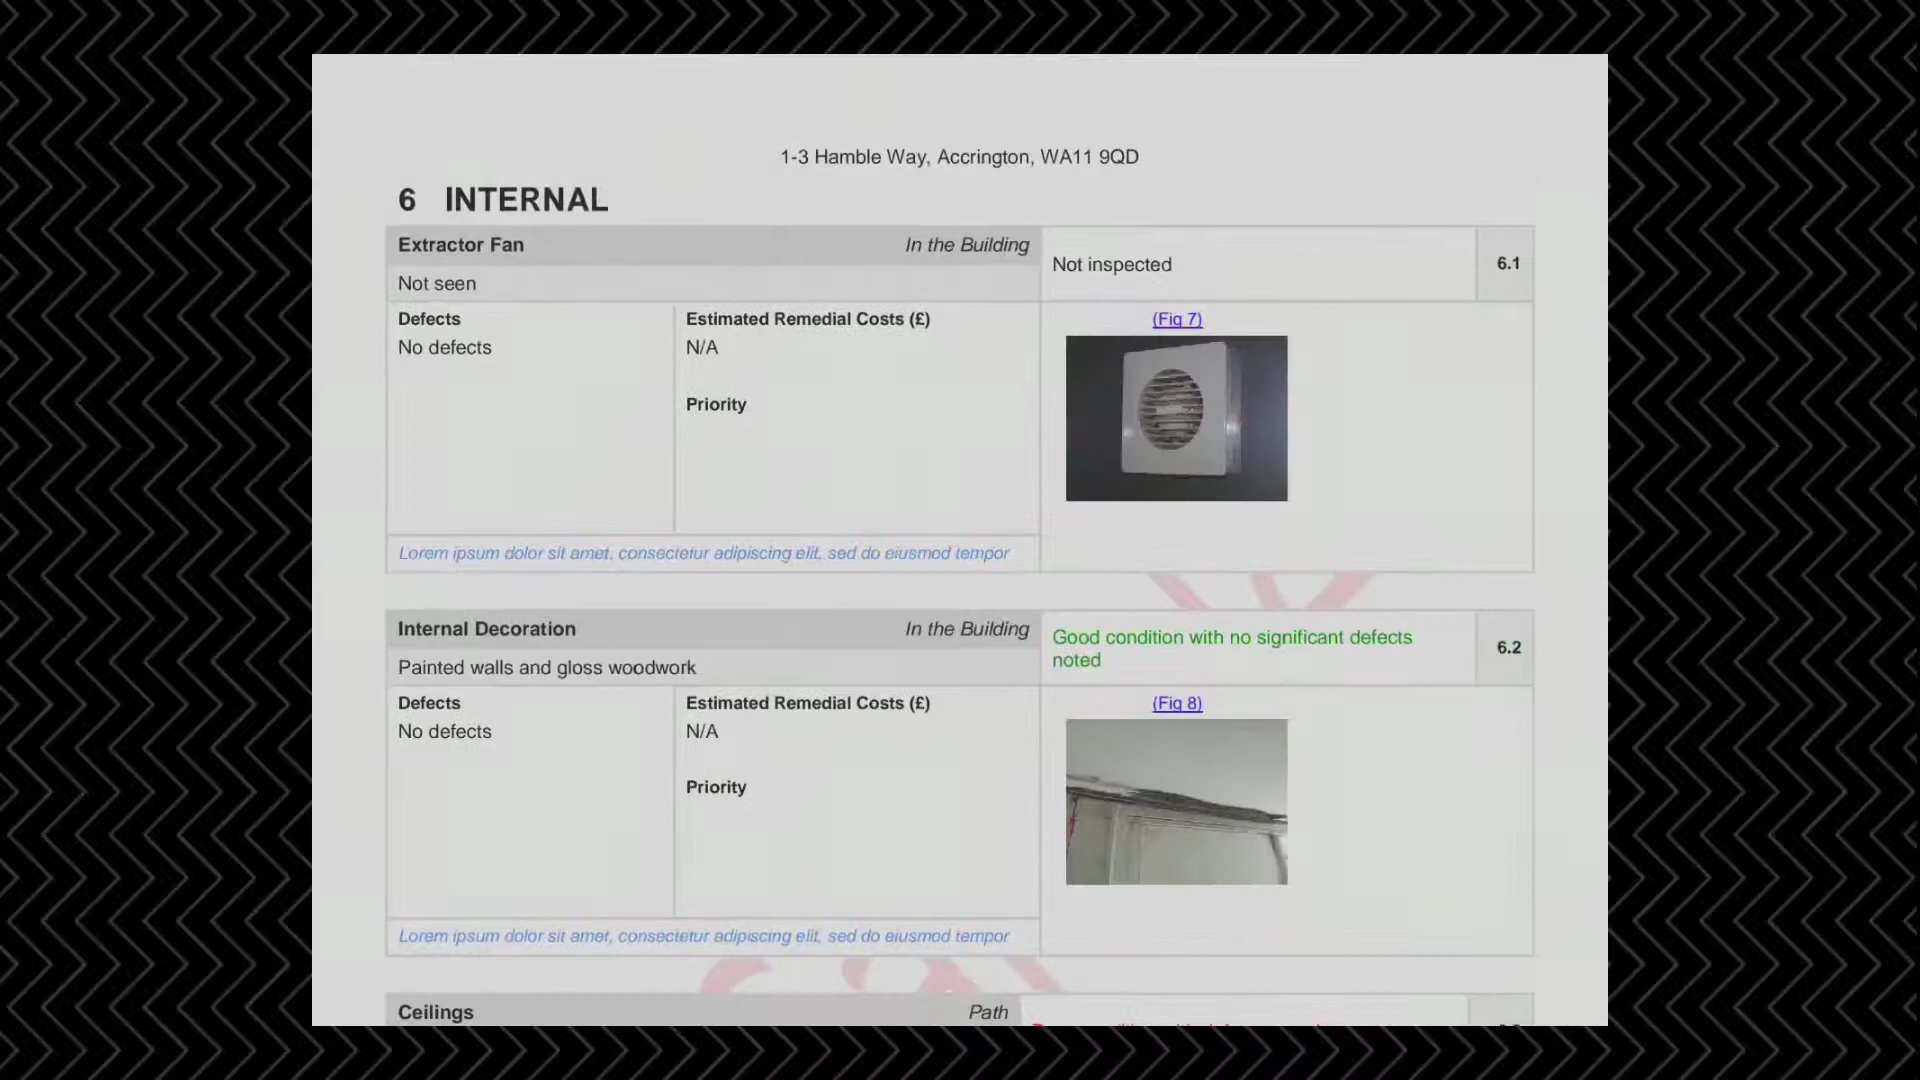 1-3 Hamble Way, Accrington, WA11 9QD
6 INTERNAL
Extractor Fan In the Building
Not inspected
6.1
Not seen
Defects
No defects
Estimated Remedial Costs (£)
N/A
Priority
(Fig 7)
Lorem ipsum dolor sit amet, consectetur adipiscing elit, sed do eiusmod tempor
Internal Decoration In the Building
Good condition with no significant defects
noted
6.2
Painted walls and gloss woodwork
Defects
No defects
Estimated Remedial Costs (£)
N/A
Priority
(Fig 8)
Lorem ipsum dolor sit amet, consectetur adipiscing elit, sed do eiusmod tempor
Ceilings Path